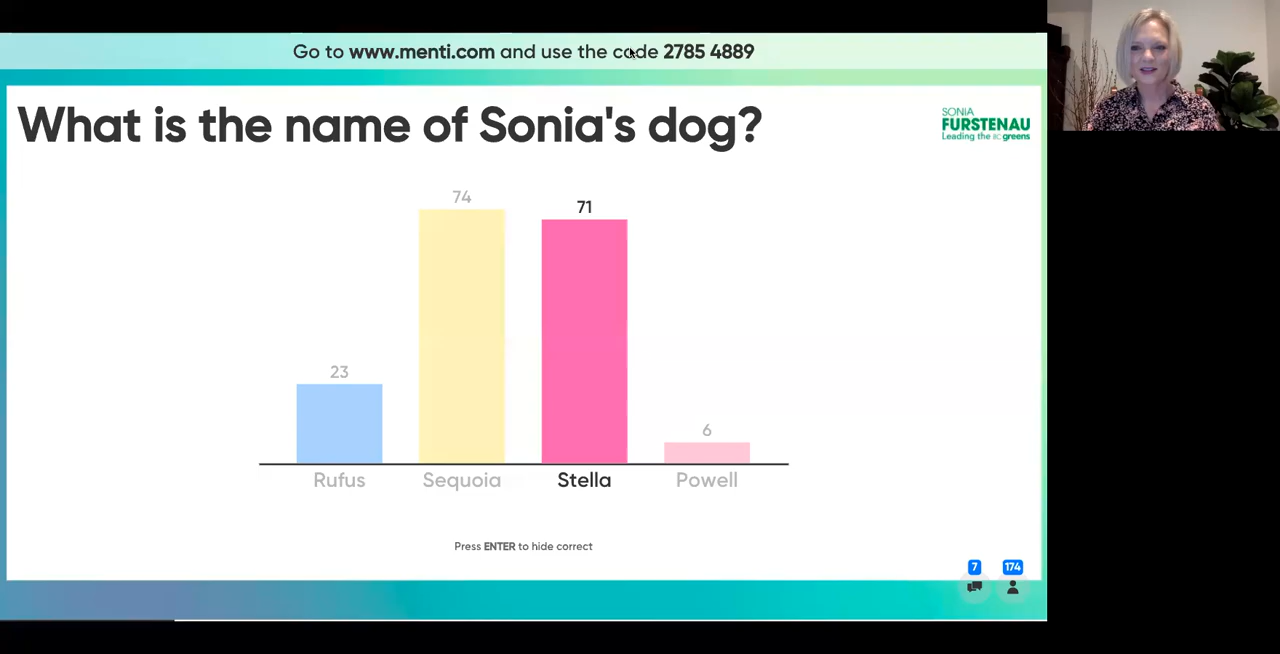 Go to www.menti.com and use the code 2785 4889
What is the name of Sonia's dog?
SONIA
FURSTENAU
Leading the BC greens
74
71
23
6
Rufus Sequoia Stella Powell
Press ENTER to hide correct
7 174